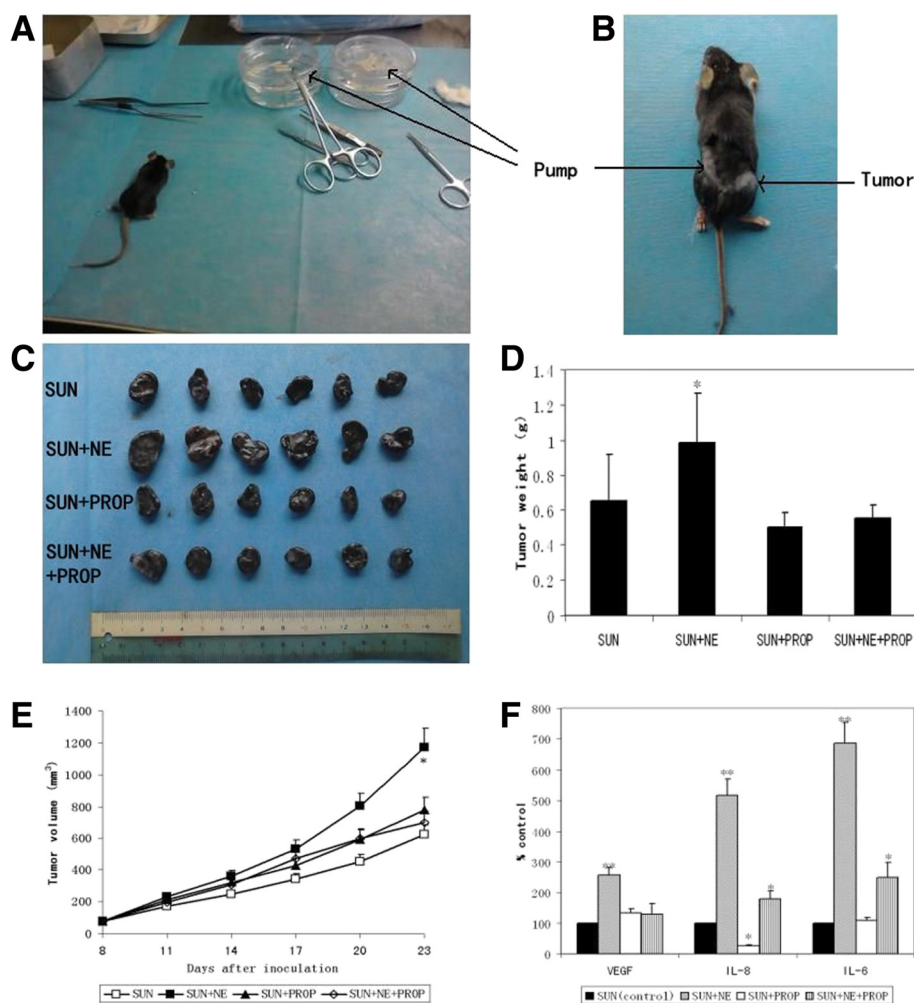 A
B
Pump
Tumor
C
SUN
SUN+NE
SUN+PROP
SUN+NE
+PROP
D
Tumor weight (g)
1.4
1.2
1
0.8
0.6
0.4
0.2
0
*
SUN
SUN+NE
SUN+PROP
SUN+NE+PROP
E
Tumor volume (mm³)
1400
1200
1000
800
600
400
200
0
*
8 11 14 17 20 23
Days after inoculation
SUN SUN+NE SUN+PROP SUN+NE+PROP
F
% control
800
700
600
500
400
300
200
100
0
**
**
*
*
**
*
VEGF IL-8 IL-6
SUN(control) SUN+NE SUN+PROP SUN+NE+PROP